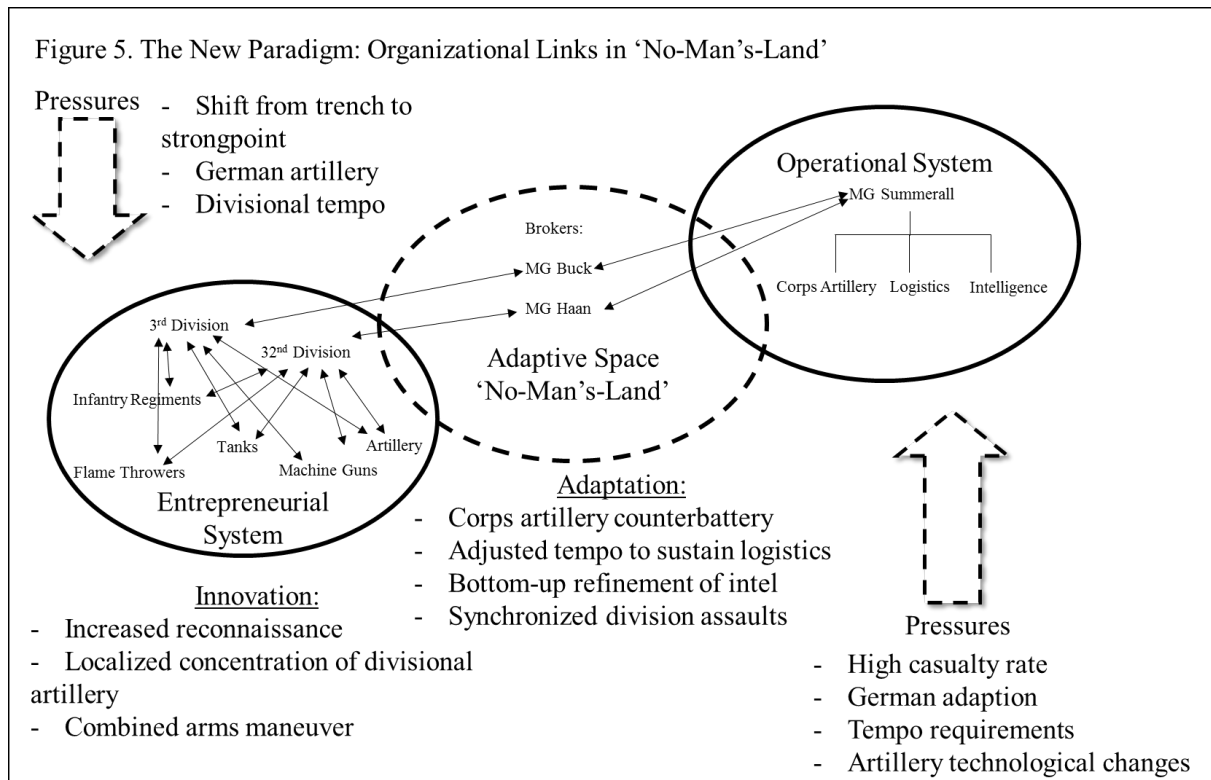 Figure 5. The New Paradigm: Organizational Links in ‘No-Man’s-Land’
Pressures
- Shift from trench to
strongpoint
- German artillery
- Divisional tempo
Operational System
MG Summerall
Corps Artillery
Logistics
Intelligence
Brokers:
MG Buck
MG Haan
Adaptive Space
‘No-Man’s-Land’
3rd Division
32nd Division
Infantry Regiments
Tanks
Artillery
Flame Throwers
Machine Guns
Entrepreneurial
System
Innovation:
- Increased reconnaissance
- Localized concentration of divisional
artillery
- Combined arms maneuver
Adaptation:
- Corps artillery counterbattery
- Adjusted tempo to sustain logistics
- Bottom-up refinement of intel
- Synchronized division assaults
Pressures
- High casualty rate
- German adaption
- Tempo requirements
- Artillery technological changes